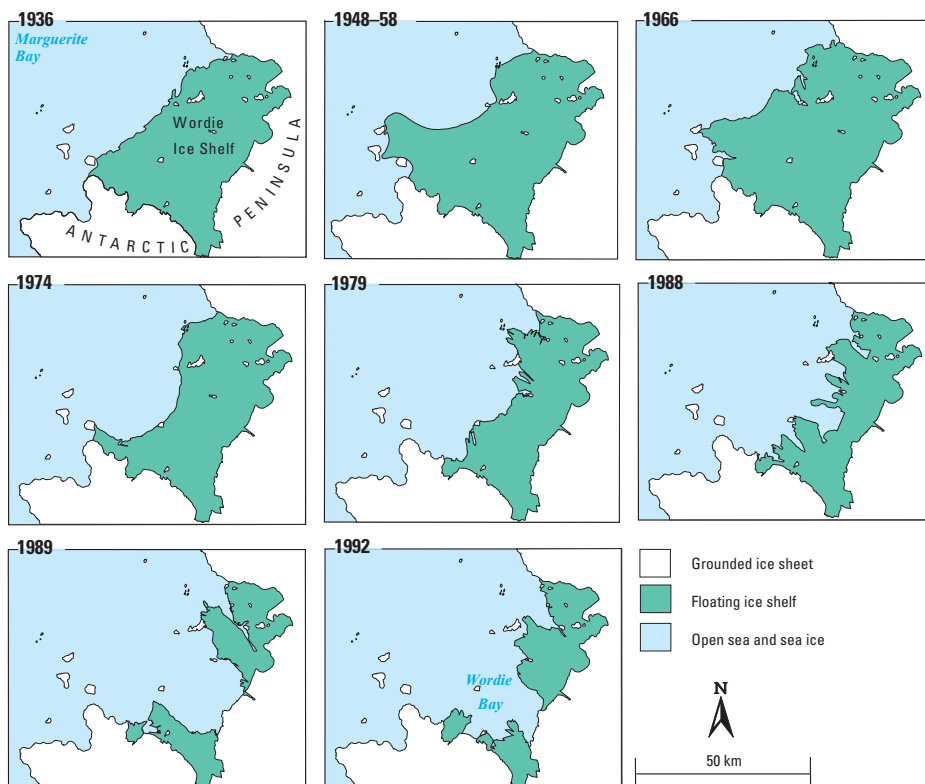 1936
Marguerite
Bay
Wordie
Ice Shelf
ANTARCTIC
PENINSULA
1948–58
1966
1974
1979
1988
1989
1992
Wordie
Bay
Grounded ice sheet
Floating ice shelf
Open sea and sea ice
N
50 km